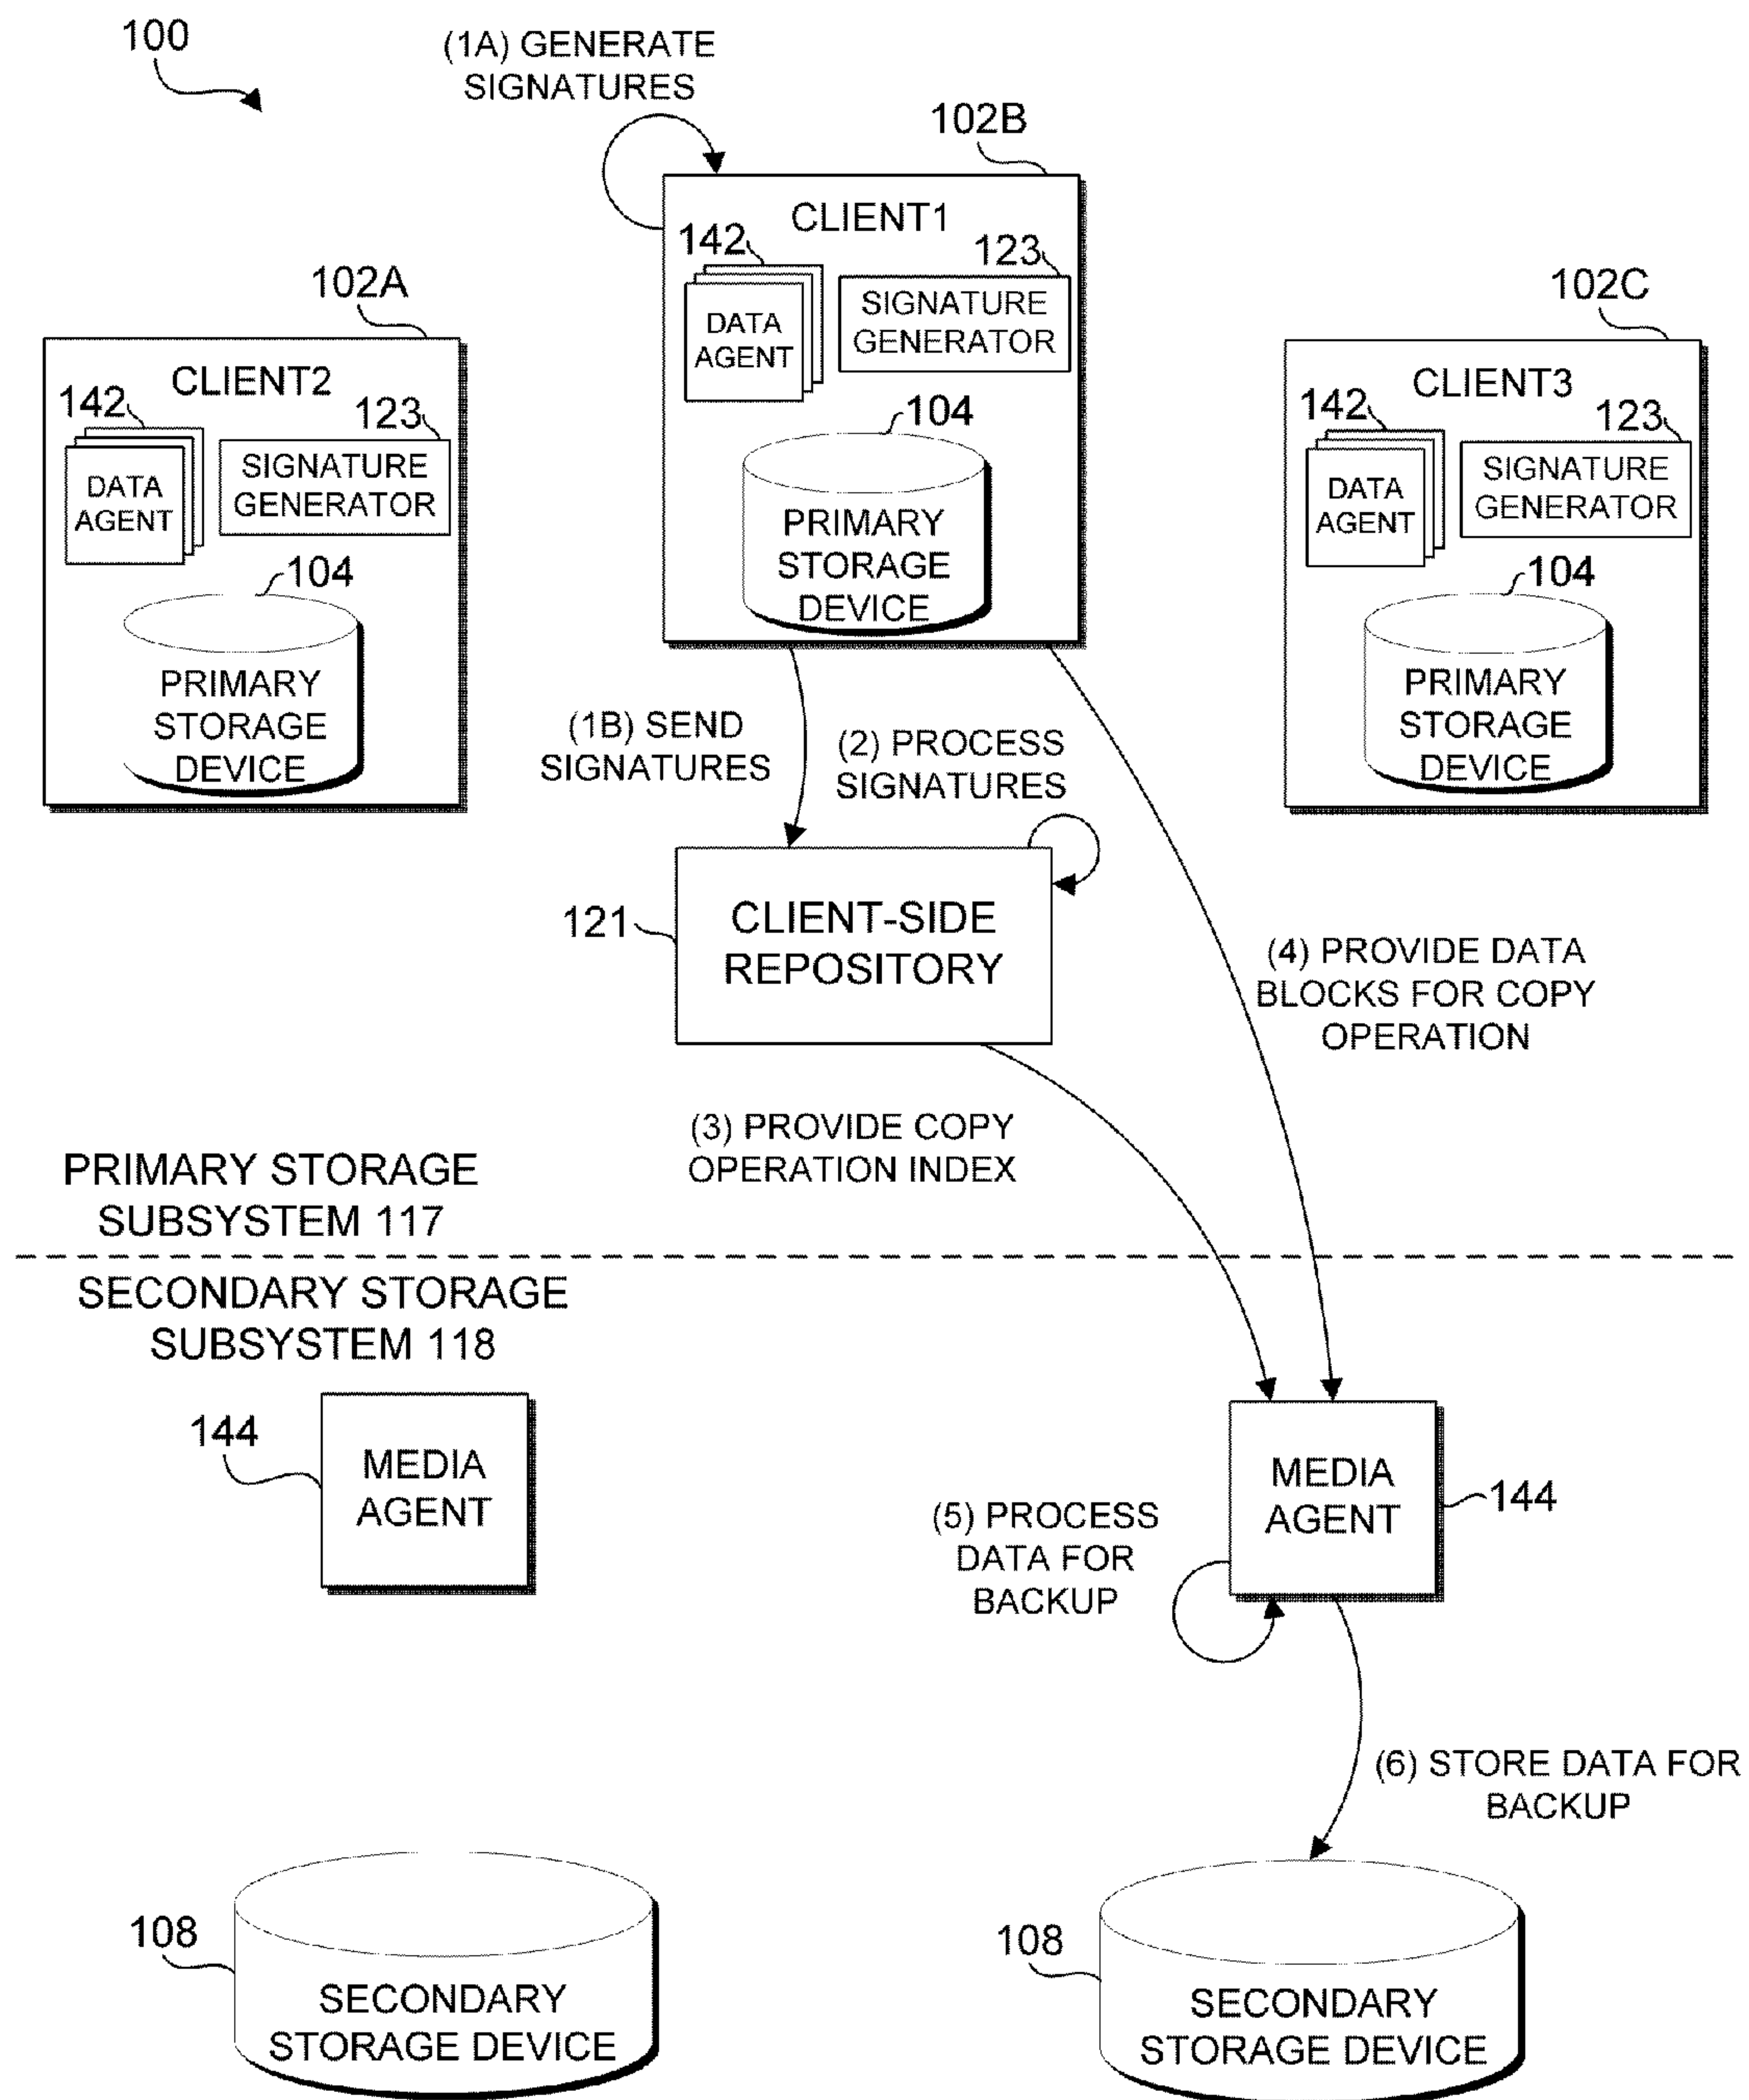 100
(1A) GENERATE
SIGNATURES
102B
CLIENT1
142
123
DATA
AGENT
SIGNATURE
GENERATOR
104
PRIMARY
STORAGE
DEVICE
102A
CLIENT2
142
123
DATA
AGENT
SIGNATURE
GENERATOR
104
PRIMARY
STORAGE
DEVICE
102C
CLIENT3
142
123
DATA
AGENT
SIGNATURE
GENERATOR
104
PRIMARY
STORAGE
DEVICE
(1B) SEND
SIGNATURES
(2) PROCESS
SIGNATURES
121
CLIENT-SIDE
REPOSITORY
(4) PROVIDE DATA
BLOCKS FOR COPY
OPERATION
(3) PROVIDE COPY
OPERATION INDEX
PRIMARY STORAGE
SUBSYSTEM 117
SECONDARY STORAGE
SUBSYSTEM 118
144
MEDIA
AGENT
MEDIA
AGENT
144
(5) PROCESS
DATA FOR
BACKUP
(6) STORE DATA FOR
BACKUP
108
SECONDARY
STORAGE DEVICE
108
SECONDARY
STORAGE DEVICE